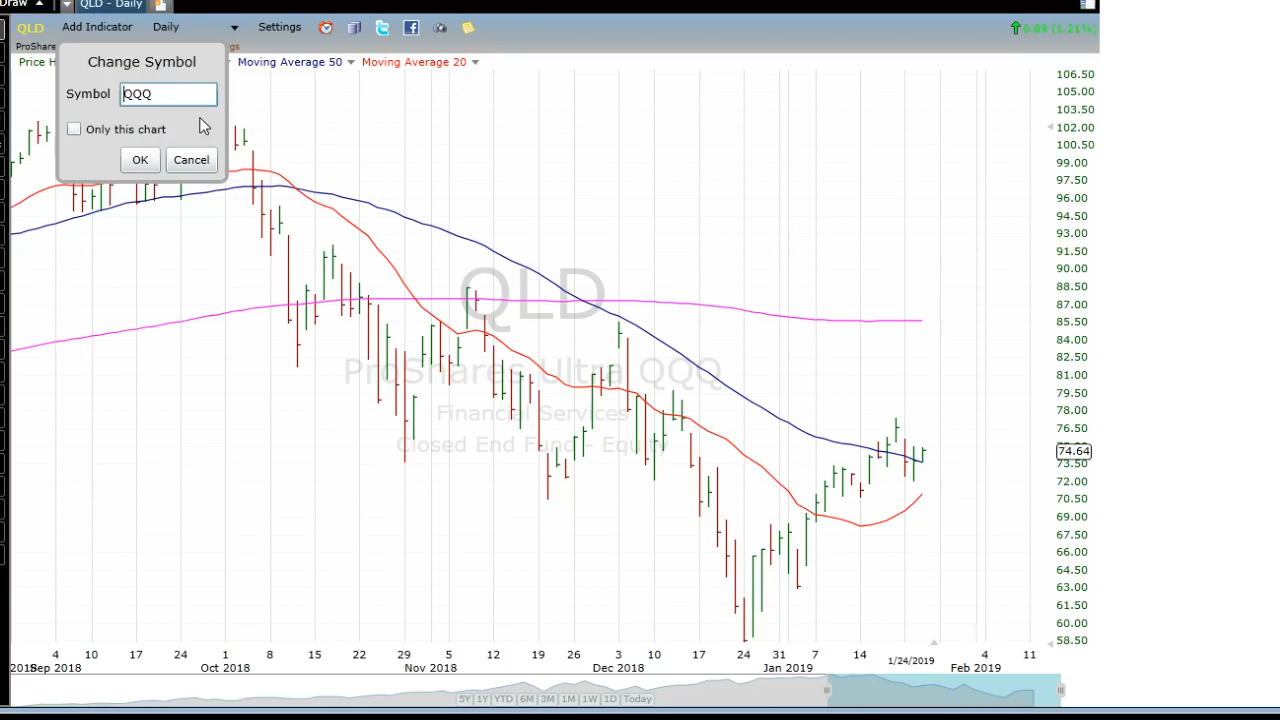 Draw QLD - Daily
QLD Add Indicator Daily Settings 0.89 (1.21%)
ProShare
Price H Moving Average 50 Moving Average 20
Change Symbol
Symbol QQQ
Only this chart
OK Cancel
QLD
ProShares Ultra QQQ
Financial Services
Closed End Fund - Equity
106.50
105.00
103.50
102.00
100.50
99.00
97.50
96.00
94.50
93.00
91.50
90.00
88.50
87.00
85.50
84.00
82.50
81.00
79.50
78.00
76.50
74.64
73.50
72.00
70.50
69.00
67.50
66.00
64.50
63.00
61.50
60.00
58.50
4 10 17 24 1 8 15 22 29 5 12 19 26 3 10 17 24 31 7 14 1/24/2019 4 11
Sep 2018 Oct 2018 Nov 2018 Dec 2018 Jan 2019 Feb 2019
5Y 1Y YTD 6M 3M 1M 1W 1D Today